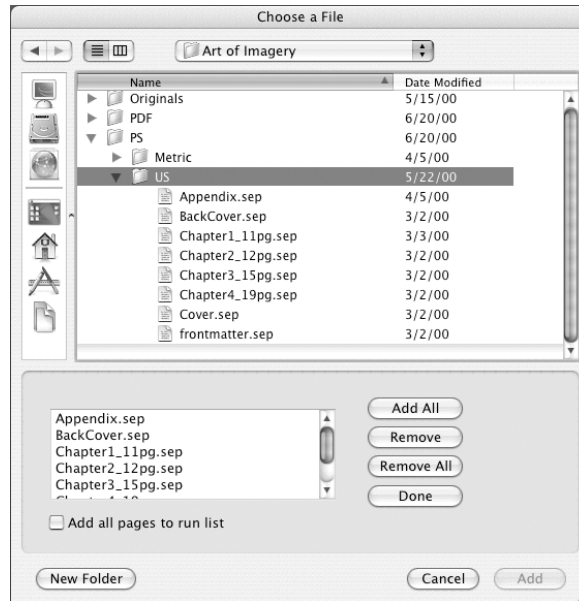 Choose a File
Art of Imagery
Name Date Modified
Originals 5/15/00
PDF 6/20/00
PS 6/20/00
Metric 4/5/00
US 5/22/00
Appendix.sep 4/5/00
BackCover.sep 3/2/00
Chapter1_11pg.sep 3/3/00
Chapter2_12pg.sep 3/2/00
Chapter3_15pg.sep 3/2/00
Chapter4_19pg.sep 3/2/00
Cover.sep 3/2/00
frontmatter.sep 3/2/00
Appendix.sep
BackCover.sep
Chapter1_11pg.sep
Chapter2_12pg.sep
Chapter3_15pg.sep
Add All
Remove
Remove All
Done
Add all pages to run list
New Folder Cancel Add